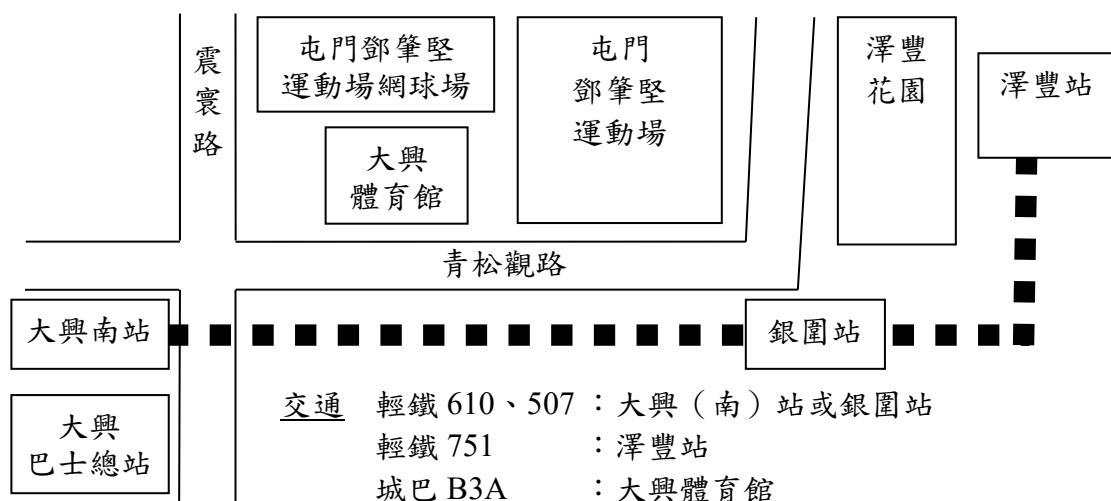 震
寰
路
屯門鄧肇堅
運動場網球場
大興
體育館
屯門
鄧肇堅
運動場
澤豐
花園
澤豐站
青松觀路
大興南站
銀圍站
大興
巴士總站
交通 輕鐵 610、507 ：大興（南）站或銀圍站
輕鐵 751 ：澤豐站
城巴 B3A ：大興體育館